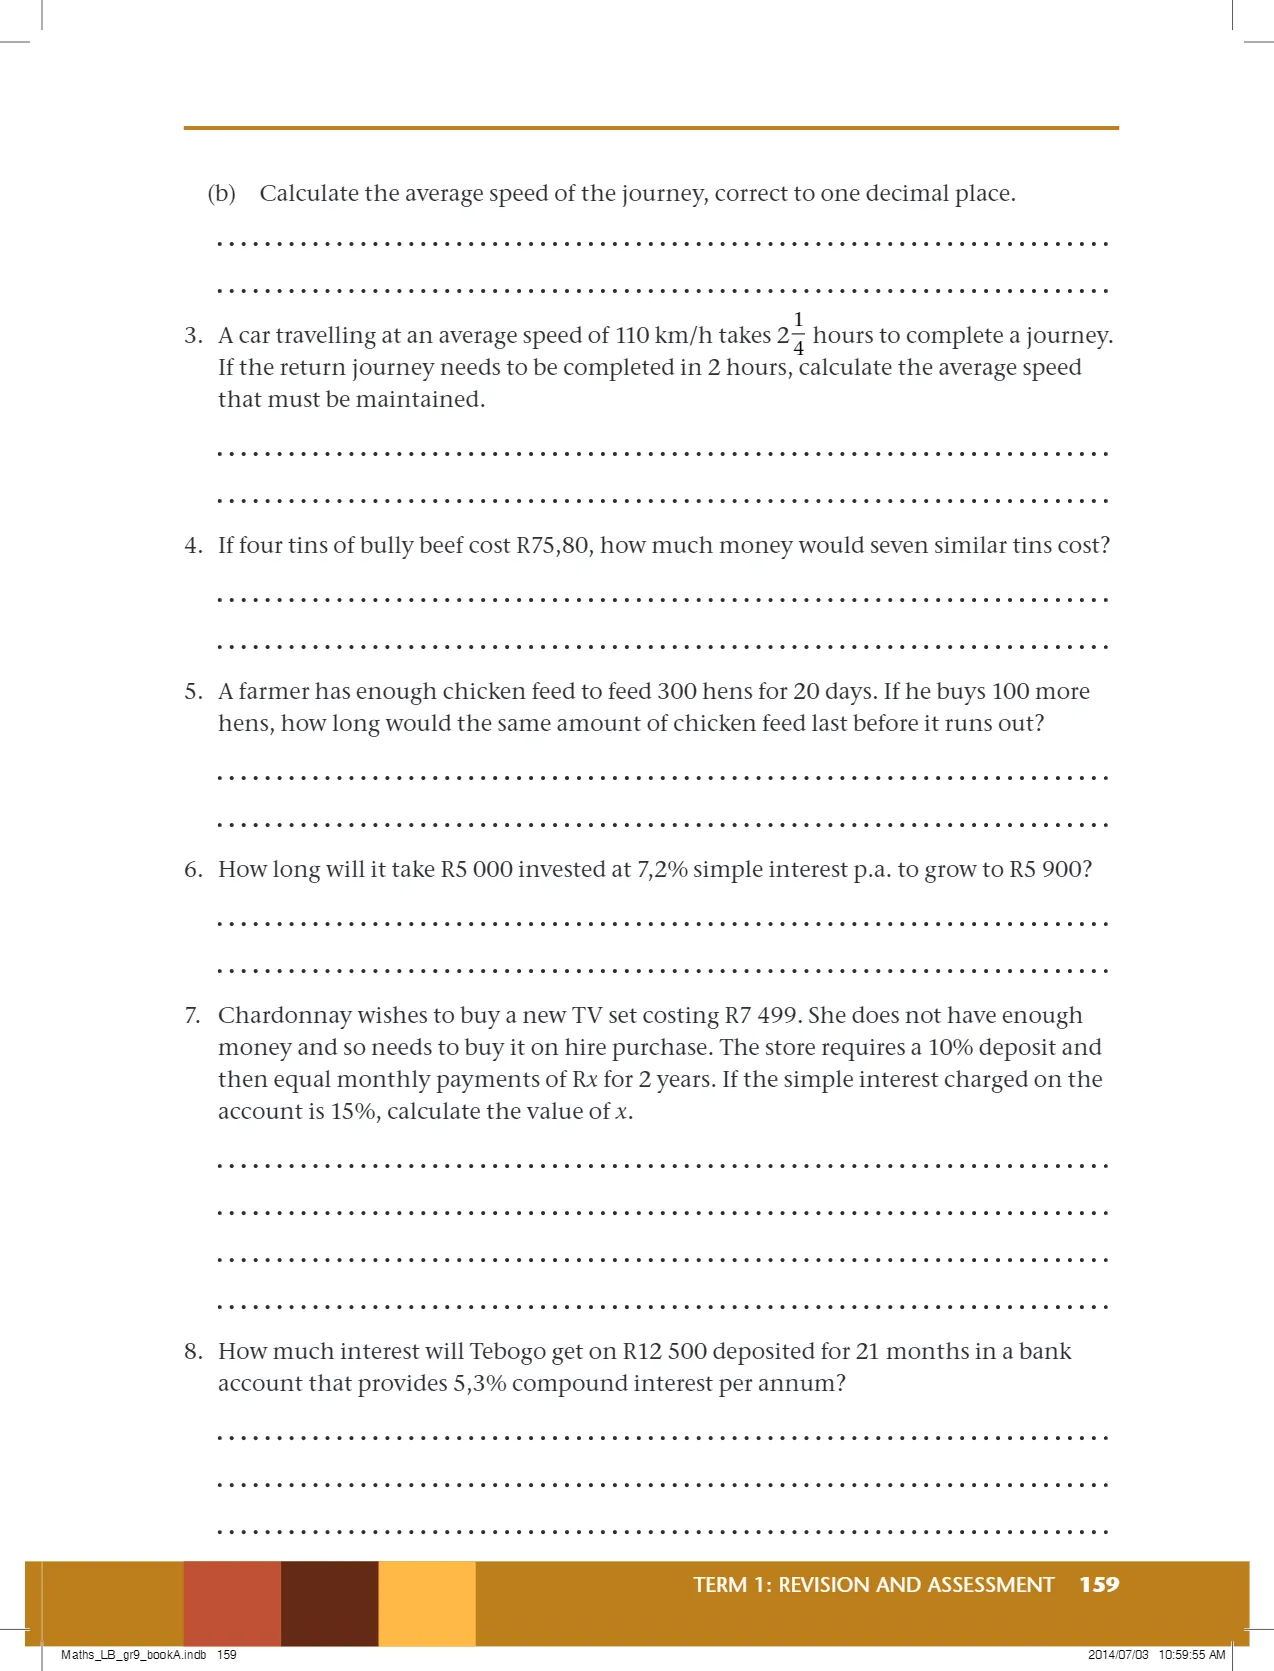 (b) Calculate the average speed of the journey, correct to one decimal place.
3. A car travelling at an average speed of 110 km/h takes 2 1/4 hours to complete a journey.
If the return journey needs to be completed in 2 hours, calculate the average speed
that must be maintained.
4. If four tins of bully beef cost R75,80, how much money would seven similar tins cost?
5. A farmer has enough chicken feed to feed 300 hens for 20 days. If he buys 100 more
hens, how long would the same amount of chicken feed last before it runs out?
6. How long will it take R5 000 invested at 7,2% simple interest p.a. to grow to R5 900?
7. Chardonnay wishes to buy a new TV set costing R7 499. She does not have enough
money and so needs to buy it on hire purchase. The store requires a 10% deposit and
then equal monthly payments of Rx for 2 years. If the simple interest charged on the
account is 15%, calculate the value of x.
8. How much interest will Tebogo get on R12 500 deposited for 21 months in a bank
account that provides 5,3% compound interest per annum?
TERM 1: REVISION AND ASSESSMENT 159
Maths_LB_gr9_bookA.indb 159 2014/07/03 10:59:55 AM